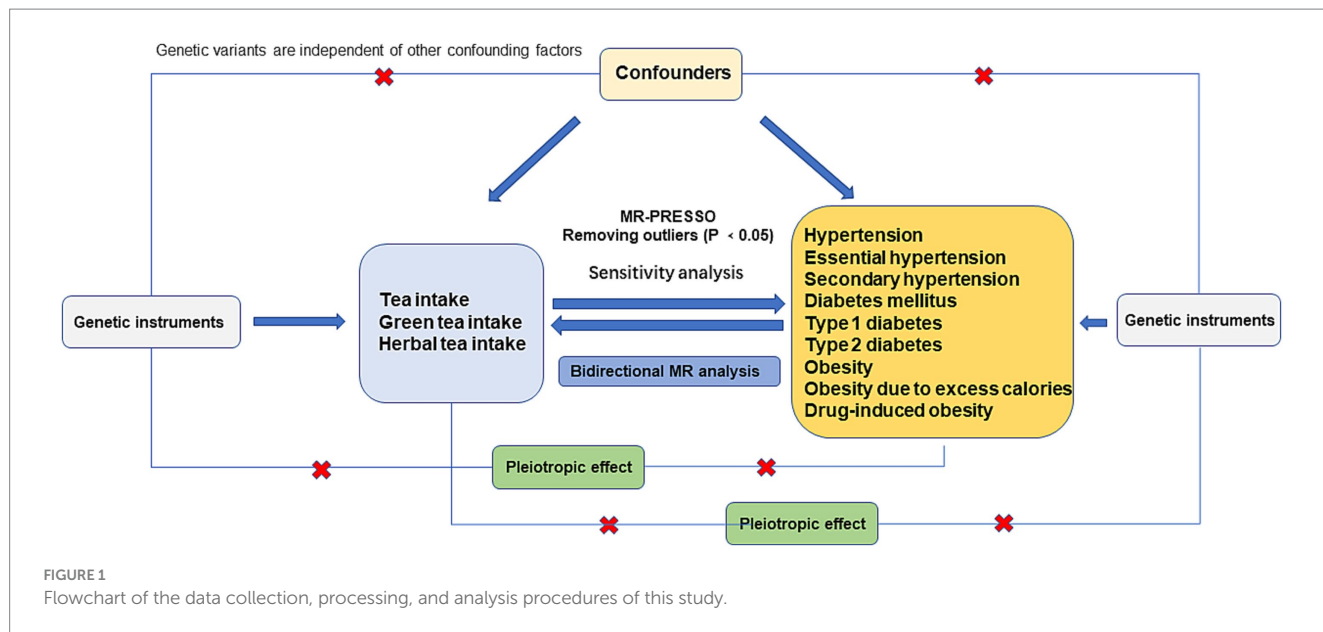 Genetic variants are independent of other confounding factors
Confounders
MR-PRESSO
Removing outliers (P < 0.05)
Sensitivity analysis
Genetic instruments
Tea intake
Green tea intake
Herbal tea intake
Bidirectional MR analysis
Hypertension
Essential hypertension
Secondary hypertension
Diabetes mellitus
Type 1 diabetes
Type 2 diabetes
Obesity
Obesity due to excess calories
Drug-induced obesity
Genetic instruments
Pleiotropic effect
Pleiotropic effect
FIGURE 1
Flowchart of the data collection, processing, and analysis procedures of this study.